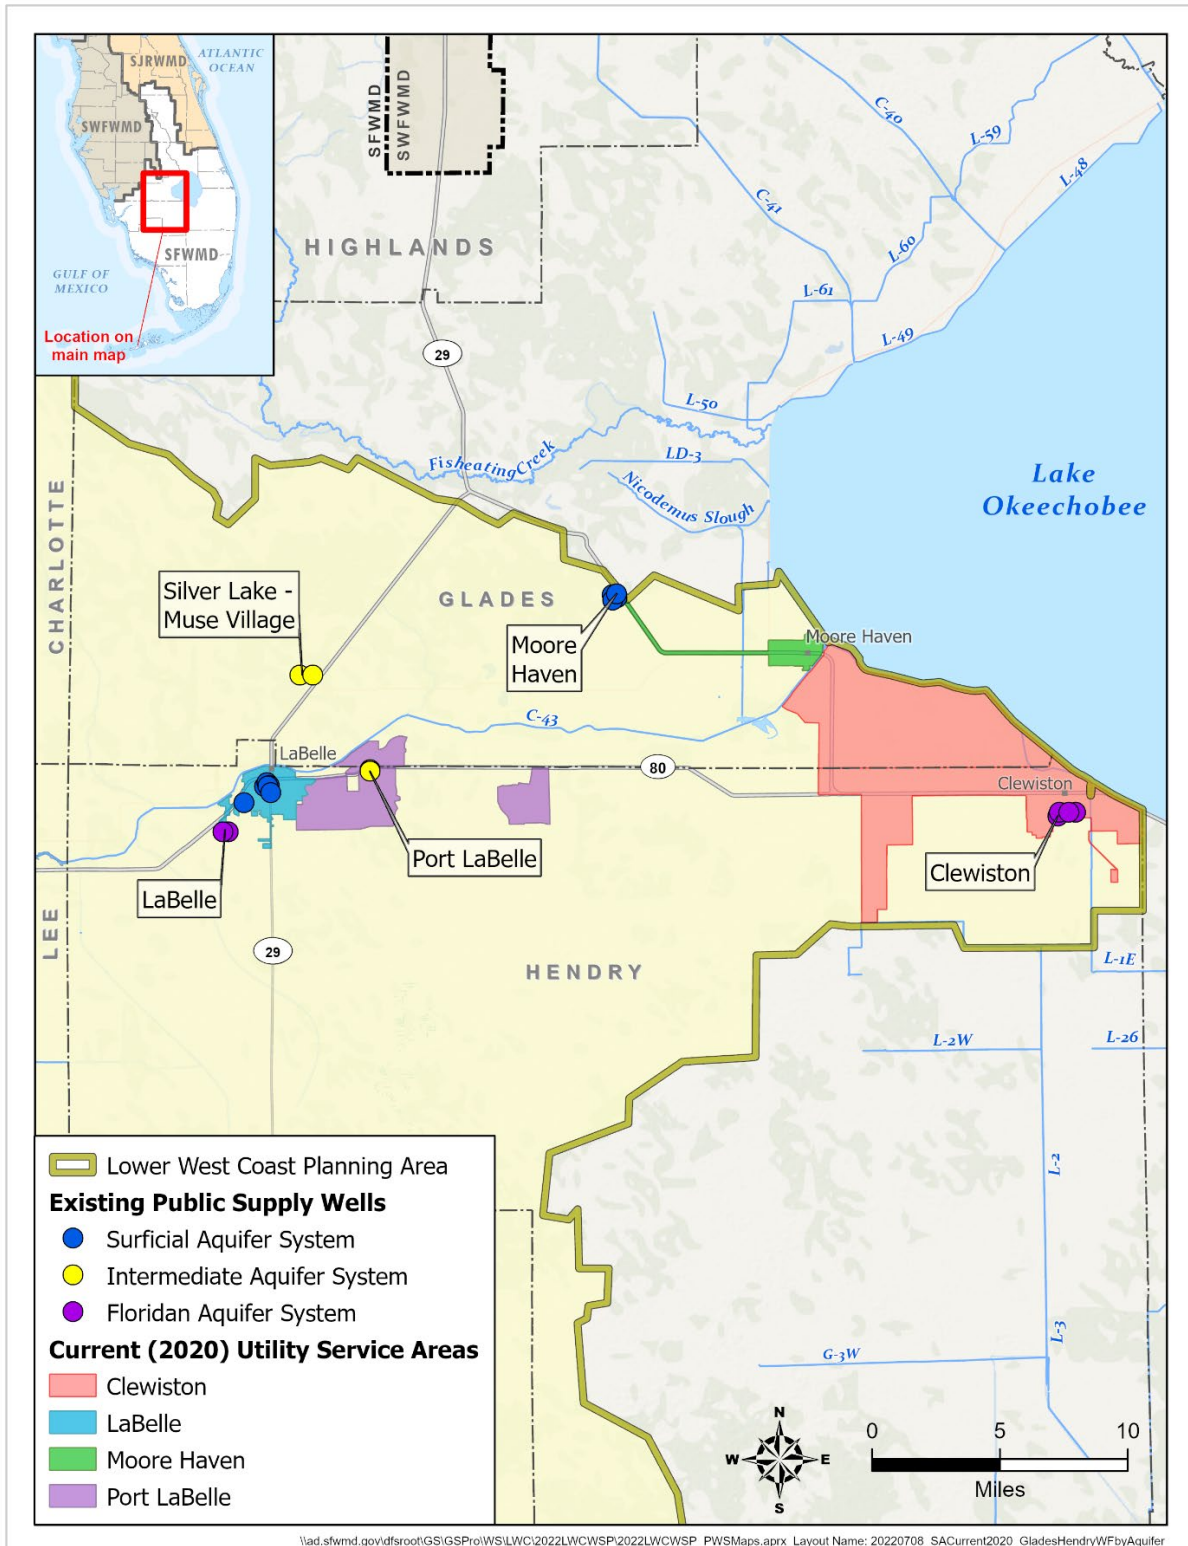 SJRWMD
ATLANTIC
OCEAN
SWFWMD
SFWMD
GULF OF
MEXICO
Location on
main map
SFWMD
SWFWMD
HIGHLANDS
29
C-40
L-59
L-48
C-41
L-60
L-61
L-49
L-50
FisheatingCreek
LD-3
Nicodemus Slough
Lake
Okeechobee
CHARLOTTE
Silver Lake -
Muse Village
GLADES
Moore
Haven
Moore Haven
C-43
LaBelle
80
Clewiston
Port LaBelle
LaBelle
Clewiston
LEE
29
HENDRY
L-1E
L-2W
L-26
L-2
L-3
G-3W
Lower West Coast Planning Area
Existing Public Supply Wells
Surficial Aquifer System
Intermediate Aquifer System
Floridan Aquifer System
Current (2020) Utility Service Areas
Clewiston
LaBelle
Moore Haven
Port LaBelle
N
W
E
S
0 5 10
Miles
\\ad.sfwmd.gov\dfsroot\GS\GSPro\WS\LWC\2022LWCWSP\2022LWCWSP_PWSMaps.aprx Layout Name: 20220708_SACurrent2020_GladesHendryWFbyAquifer